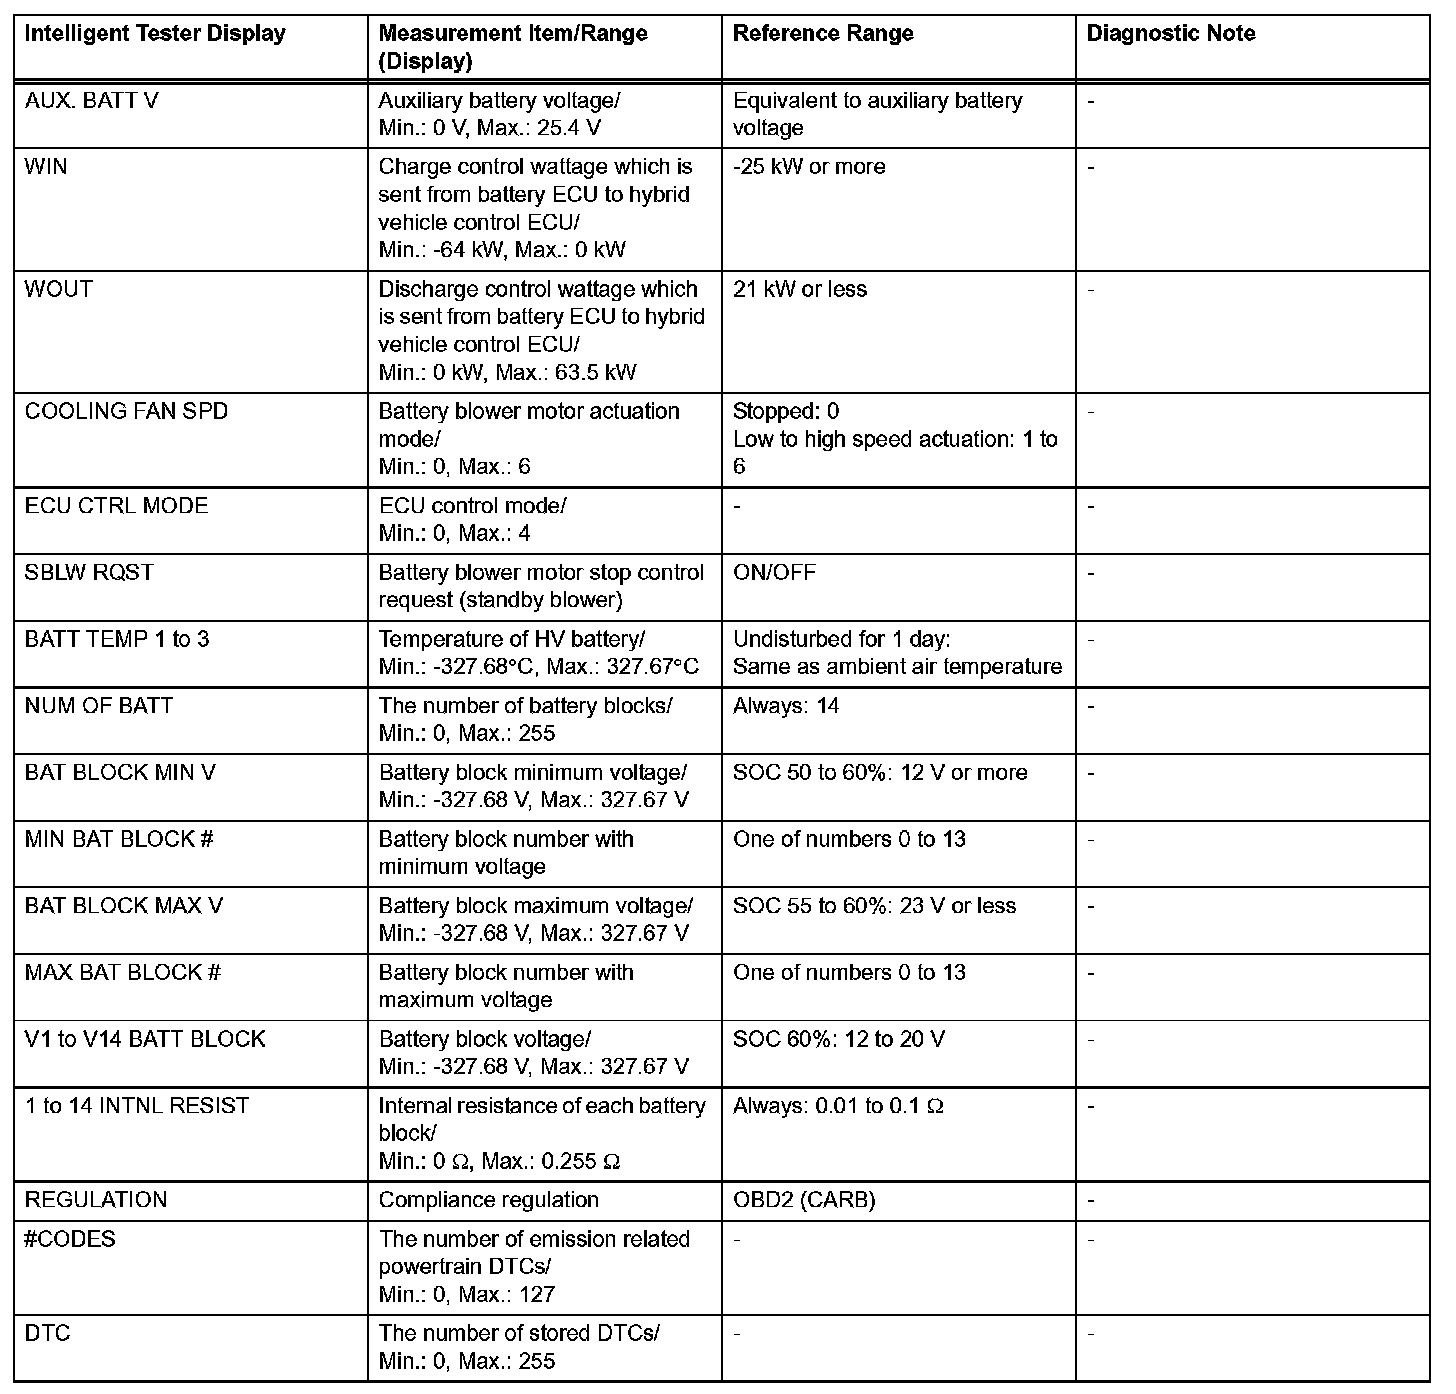 Intelligent Tester Display
Measurement Item/Range
(Display)
Reference Range
Diagnostic Note
AUX. BATT V
Auxiliary battery voltage/
Min.: 0 V, Max.: 25.4 V
Equivalent to auxiliary battery
voltage
-
WIN
Charge control wattage which is
sent from battery ECU to hybrid
vehicle control ECU/
Min.: -64 kW, Max.: 0 kW
-25 kW or more
-
WOUT
Discharge control wattage which
is sent from battery ECU to hybrid
vehicle control ECU/
Min.: 0 kW, Max.: 63.5 kW
21 kW or less
-
COOLING FAN SPD
Battery blower motor actuation
mode/
Min.: 0, Max.: 6
Stopped: 0
Low to high speed actuation: 1 to
6
-
ECU CTRL MODE
ECU control mode/
Min.: 0, Max.: 4
-
-
SBLW RQST
Battery blower motor stop control
request (standby blower)
ON/OFF
-
BATT TEMP 1 to 3
Temperature of HV battery/
Min.: -327.68°C, Max.: 327.67°C
Undisturbed for 1 day:
Same as ambient air temperature
-
NUM OF BATT
The number of battery blocks/
Min.: 0, Max.: 255
Always: 14
-
BAT BLOCK MIN V
Battery block minimum voltage/
Min.: -327.68 V, Max.: 327.67 V
SOC 50 to 60%: 12 V or more
-
MIN BAT BLOCK #
Battery block number with
minimum voltage
One of numbers 0 to 13
-
BAT BLOCK MAX V
Battery block maximum voltage/
Min.: -327.68 V, Max.: 327.67 V
SOC 55 to 60%: 23 V or less
-
MAX BAT BLOCK #
Battery block number with
maximum voltage
One of numbers 0 to 13
-
V1 to V14 BATT BLOCK
Battery block voltage/
Min.: -327.68 V, Max.: 327.67 V
SOC 60%: 12 to 20 V
-
1 to 14 INTNL RESIST
Internal resistance of each battery
block/
Min.: 0 Ω, Max.: 0.255 Ω
Always: 0.01 to 0.1 Ω
-
REGULATION
Compliance regulation
OBD2 (CARB)
-
#CODES
The number of emission related
powertrain DTCs/
Min.: 0, Max.: 127
-
-
DTC
The number of stored DTCs/
Min.: 0, Max.: 255
-
-